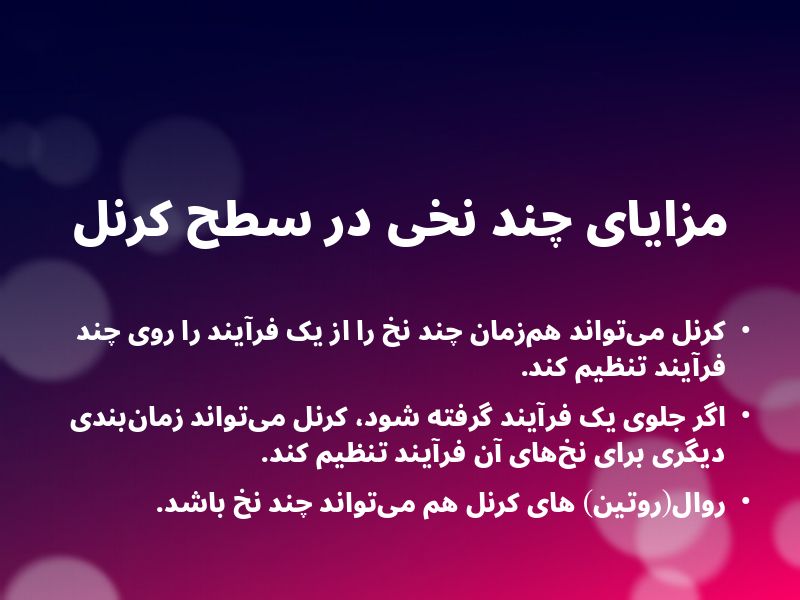 مزایای چند نخی در سطح کرنل
• کرنل می‌تواند هم‌زمان چند نخ را از یک فرآیند را روی چند
فرآیند تنظیم کند.
• اگر جلوی یک فرآیند گرفته شود، کرنل می‌تواند زمان‌بندی
دیگری برای نخ‌های آن فرآیند تنظیم کند.
• روال(روتین) های کرنل هم می‌تواند چند نخ باشد.